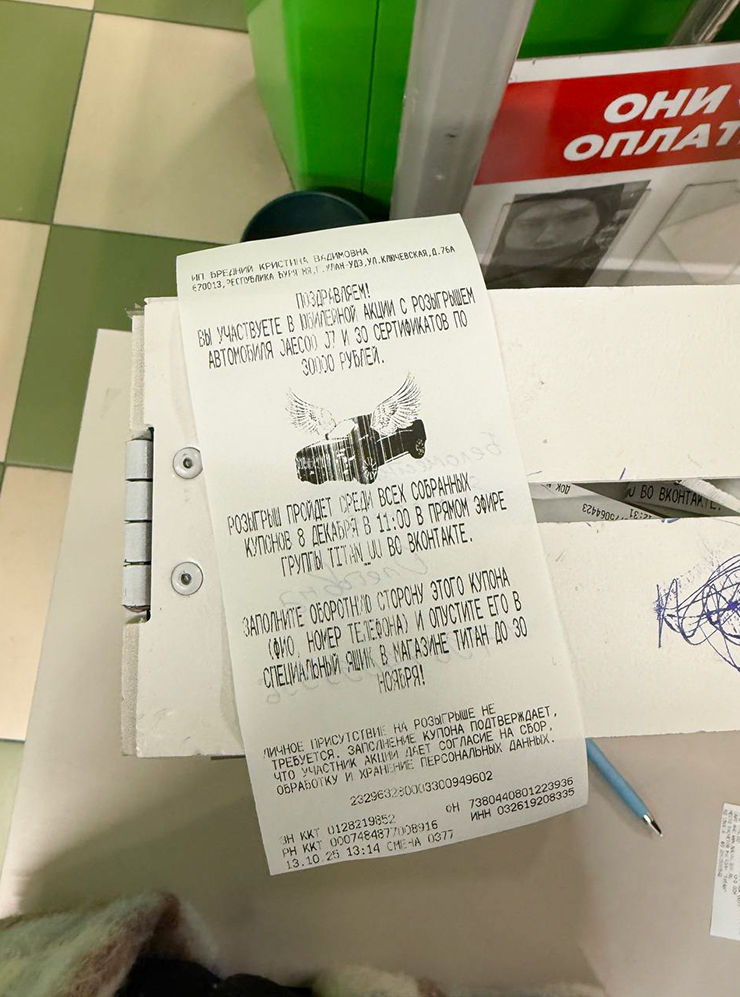 ОНИ
ОПЛАТ
ИП БРЕДНИЙ КРИСТИНА ВАДИМОВНА
670013, РЕСПУБЛИКА БУРЯ ИЯ, Г. УЛАН-УДЭ, УЛ. КЛЮЧЕВСКАЯ, Д. 76А
ПОЗДРАВЛЯЕМ!
ВЫ УЧАСТВУЕТЕ В ЮБИЛЕЙНОЙ АКЦИИ С РОЗЫГРЫШЕМ
АВТОМОБИЛЯ JAECOO J7 И 30 СЕРТИФИКАТОВ ПО
30000 РУБЛЕЙ.
РОЗЫГРЫШ ПРОЙДЕТ СРЕДИ ВСЕХ СОБРАННЫХ
КУПОНОВ 8 ДЕКАБРЯ В 11:00 В ПРЯМОМ ЭФИРЕ
ГРУППЫ TITAN_UU ВО ВКОНТАКТЕ.
ЗАПОЛНИТЕ ОБОРОТНУЮ СТОРОНУ ЭТОГО КУПОНА
(ФИО, НОМЕР ТЕЛЕФОНА) И ОПУСТИТЕ ЕГО В
СПЕЦИАЛЬНЫЙ ЯЩИК В МАГАЗИНЕ ТИТАН ДО 30
НОЯБРЯ!
ЛИЧНОЕ ПРИСУТСТВИЕ НА РОЗЫГРЫШЕ НЕ
ТРЕБУЕТСЯ. ЗАПОЛНЕНИЕ КУПОНА ПОДТВЕРЖДАЕТ,
ЧТО УЧАСТНИК АКЦИИ ДАЕТ СОГЛАСИЕ НА СБОР,
ОБРАБОТКУ И ХРАНЕНИЕ ПЕРСОНАЛЬНЫХ ДАННЫХ.
232963280003300949602
ЗН ККТ 0128219852 ФН 7380440801223936
РН ККТ 0007484877008916 ИНН 032619208335
13.10.25 13:14 СМЕНА 0377
ВО ВКОНТАКТЕ.